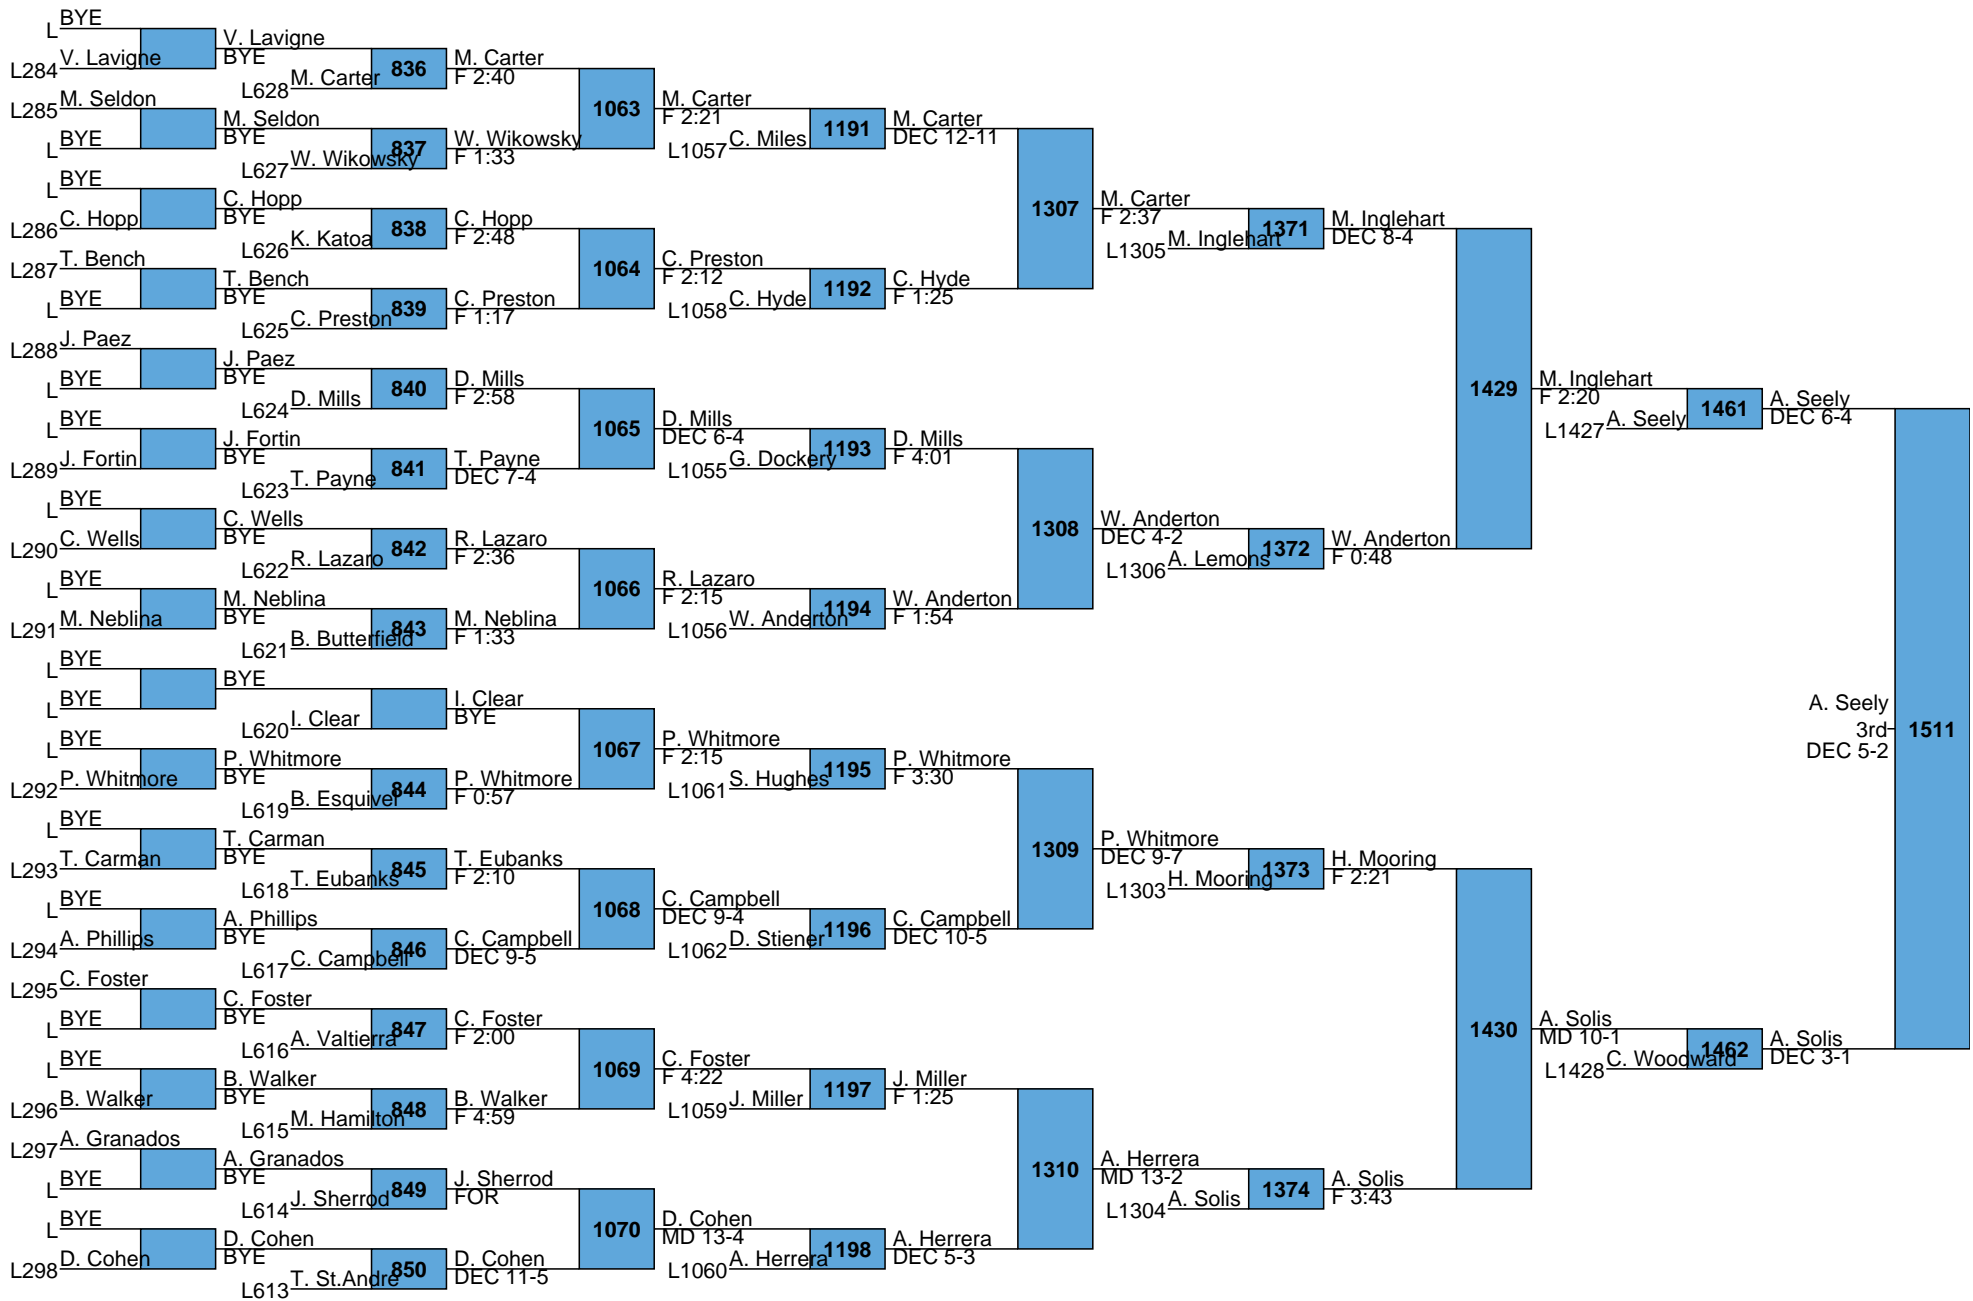 BYE
L
V. Lavigne
L284
M. Seldon
L285
BYE
L
BYE
L
C. Hopp
L286
T. Bench
L287
BYE
L
J. Paez
L288
BYE
L
BYE
L
J. Fortin
L289
BYE
L
C. Wells
L290
BYE
L
M. Neblina
L291
BYE
L
BYE
L
BYE
L
P. Whitmore
L292
BYE
L
T. Carman
L293
BYE
L
A. Phillips
L294
C. Foster
L295
BYE
L
BYE
L
B. Walker
L296
A. Granados
L297
BYE
L
BYE
L
D. Cohen
L298
V. Lavigne
BYE
M. Carter
L628
836
M. Seldon
BYE
W. Wikowsky
L627
837
C. Hopp
BYE
K. Katoa
L626
838
T. Bench
BYE
C. Preston
L625
839
J. Paez
BYE
D. Mills
L624
840
J. Fortin
BYE
T. Payne
L623
841
C. Wells
BYE
R. Lazaro
L622
842
M. Neblina
BYE
B. Butterfield
L621
843
BYE
I. Clear
L620
P. Whitmore
BYE
B. Esquivel
L619
844
T. Carman
BYE
T. Eubanks
L618
845
A. Phillips
BYE
C. Campbell
L617
846
C. Foster
BYE
A. Valtierra
L616
847
B. Walker
BYE
M. Hamilton
L615
848
A. Granados
BYE
J. Sherrod
L614
849
D. Cohen
BYE
T. St.Andre
L613
850
M. Carter
F 2:40
1063
W. Wikowsky
F 1:33
C. Hopp
F 2:48
1064
C. Preston
F 1:17
D. Mills
F 2:58
1065
T. Payne
DEC 7-4
R. Lazaro
F 2:36
1066
M. Neblina
F 1:33
I. Clear
BYE
1067
P. Whitmore
F 0:57
T. Eubanks
F 2:10
1068
C. Campbell
DEC 9-5
C. Foster
F 2:00
1069
B. Walker
F 4:59
J. Sherrod
FOR
1070
D. Cohen
DEC 11-5
M. Carter
F 2:21
C. Miles
L1057
1191
C. Preston
F 2:12
C. Hyde
L1058
1192
D. Mills
DEC 6-4
G. Dockery
L1055
1193
R. Lazaro
F 2:15
W. Anderton
L1056
1194
P. Whitmore
F 2:15
S. Hughes
L1061
1195
C. Campbell
DEC 9-4
D. Stiener
L1062
1196
C. Foster
F 4:22
J. Miller
L1059
1197
D. Cohen
MD 13-4
A. Herrera
L1060
1198
M. Carter
DEC 12-11
1307
C. Hyde
F 1:25
D. Mills
F 4:01
1308
W. Anderton
F 1:54
P. Whitmore
F 3:30
1309
C. Campbell
DEC 10-5
J. Miller
F 1:25
1310
A. Herrera
DEC 5-3
M. Carter
F 2:37
M. Inglehart
L1305
1371
W. Anderton
DEC 4-2
A. Lemons
L1306
1372
P. Whitmore
DEC 9-7
H. Mooring
L1303
1373
A. Herrera
MD 13-2
A. Solis
L1304
1374
M. Inglehart
DEC 8-4
1429
W. Anderton
F 0:48
H. Mooring
F 2:21
1430
A. Solis
F 3:43
M. Inglehart
F 2:20
A. Seely
L1427
1461
A. Solis
MD 10-1
C. Woodward
L1428
1462
A. Seely
DEC 6-4
A. Solis
DEC 3-1
A. Seely
3rd
DEC 5-2
1511